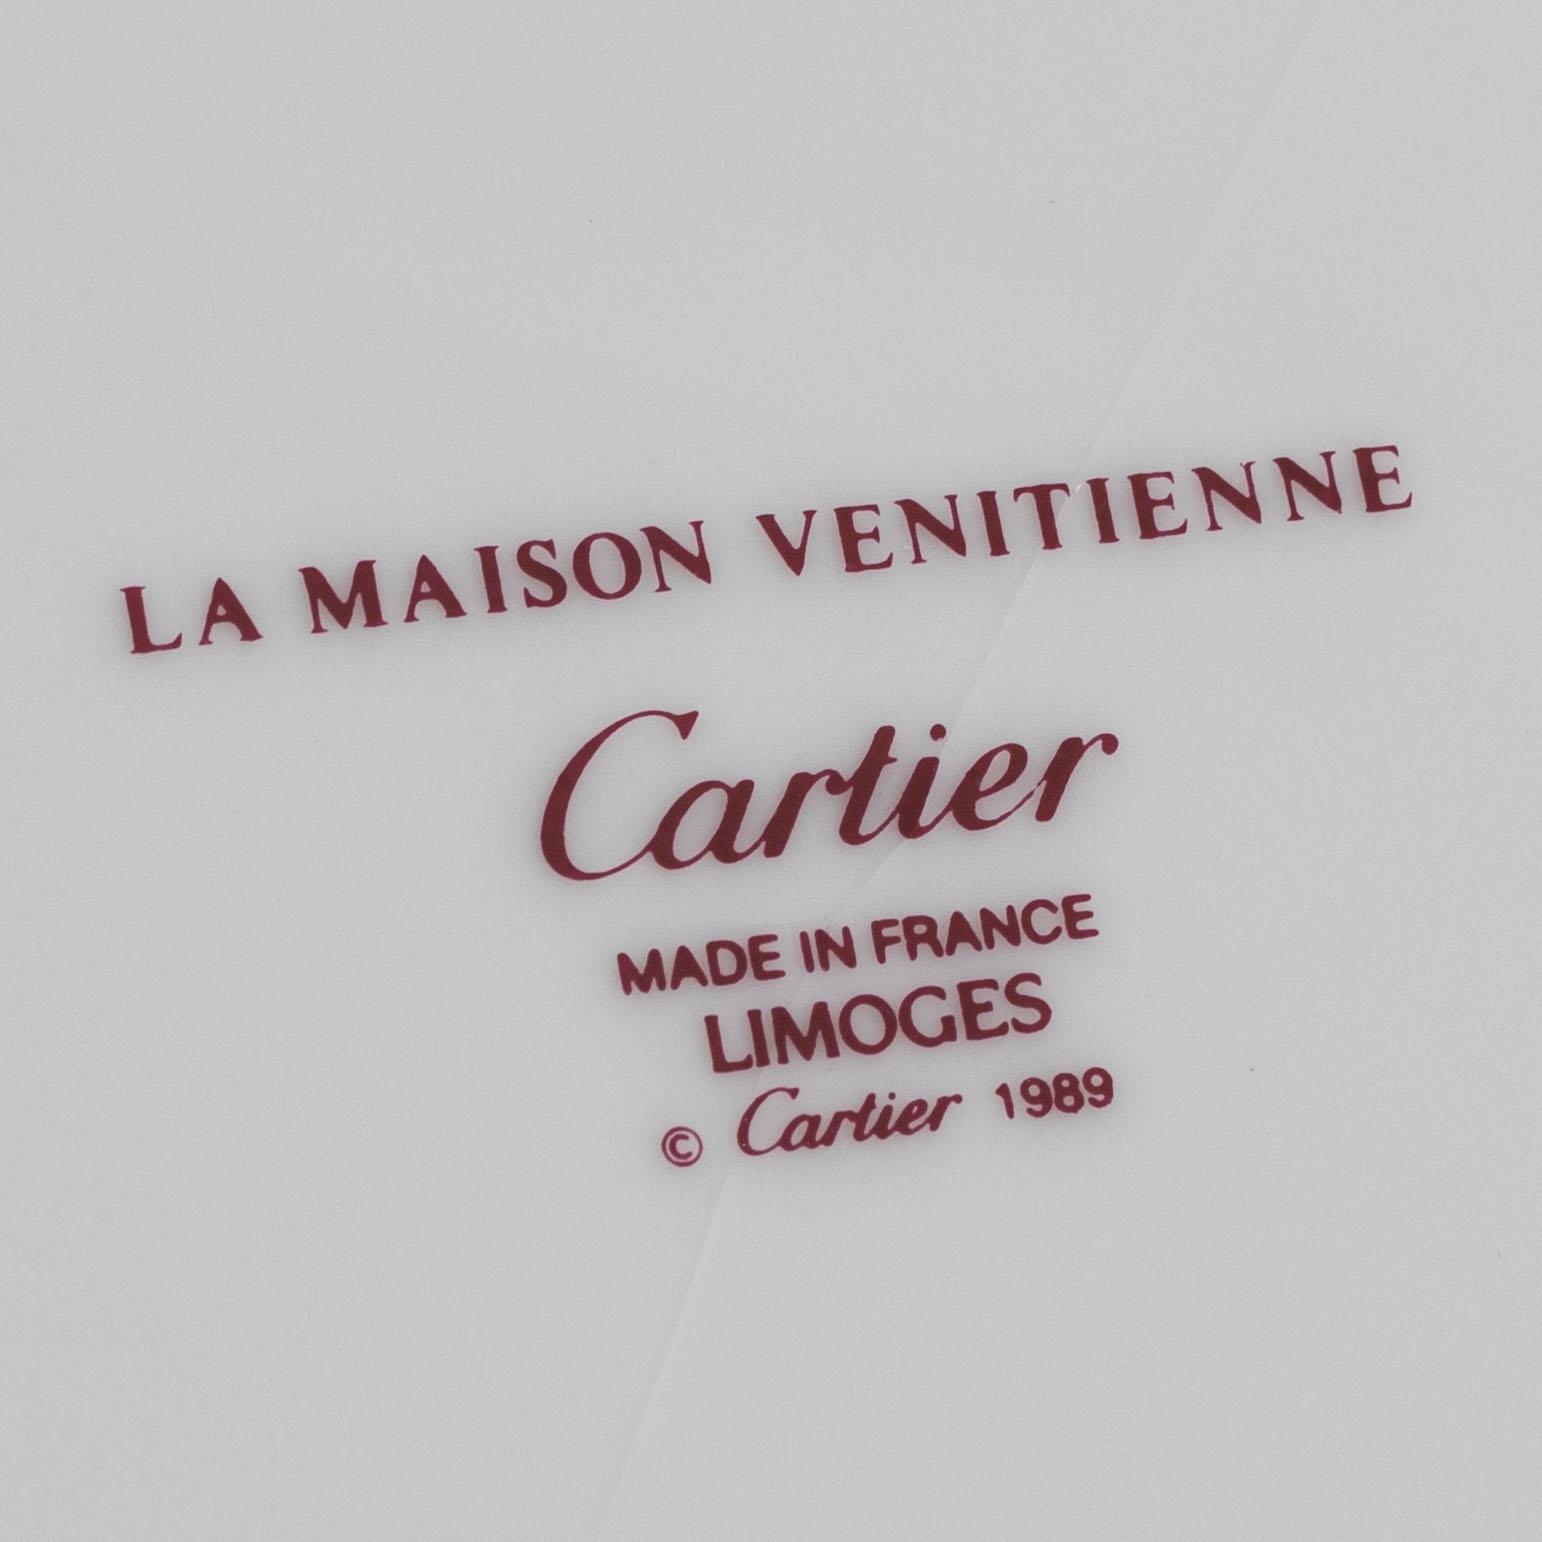 LA MAISON VENITIENNE
Cartier
MADE IN FRANCE
LIMOGES
© Cartier 1989